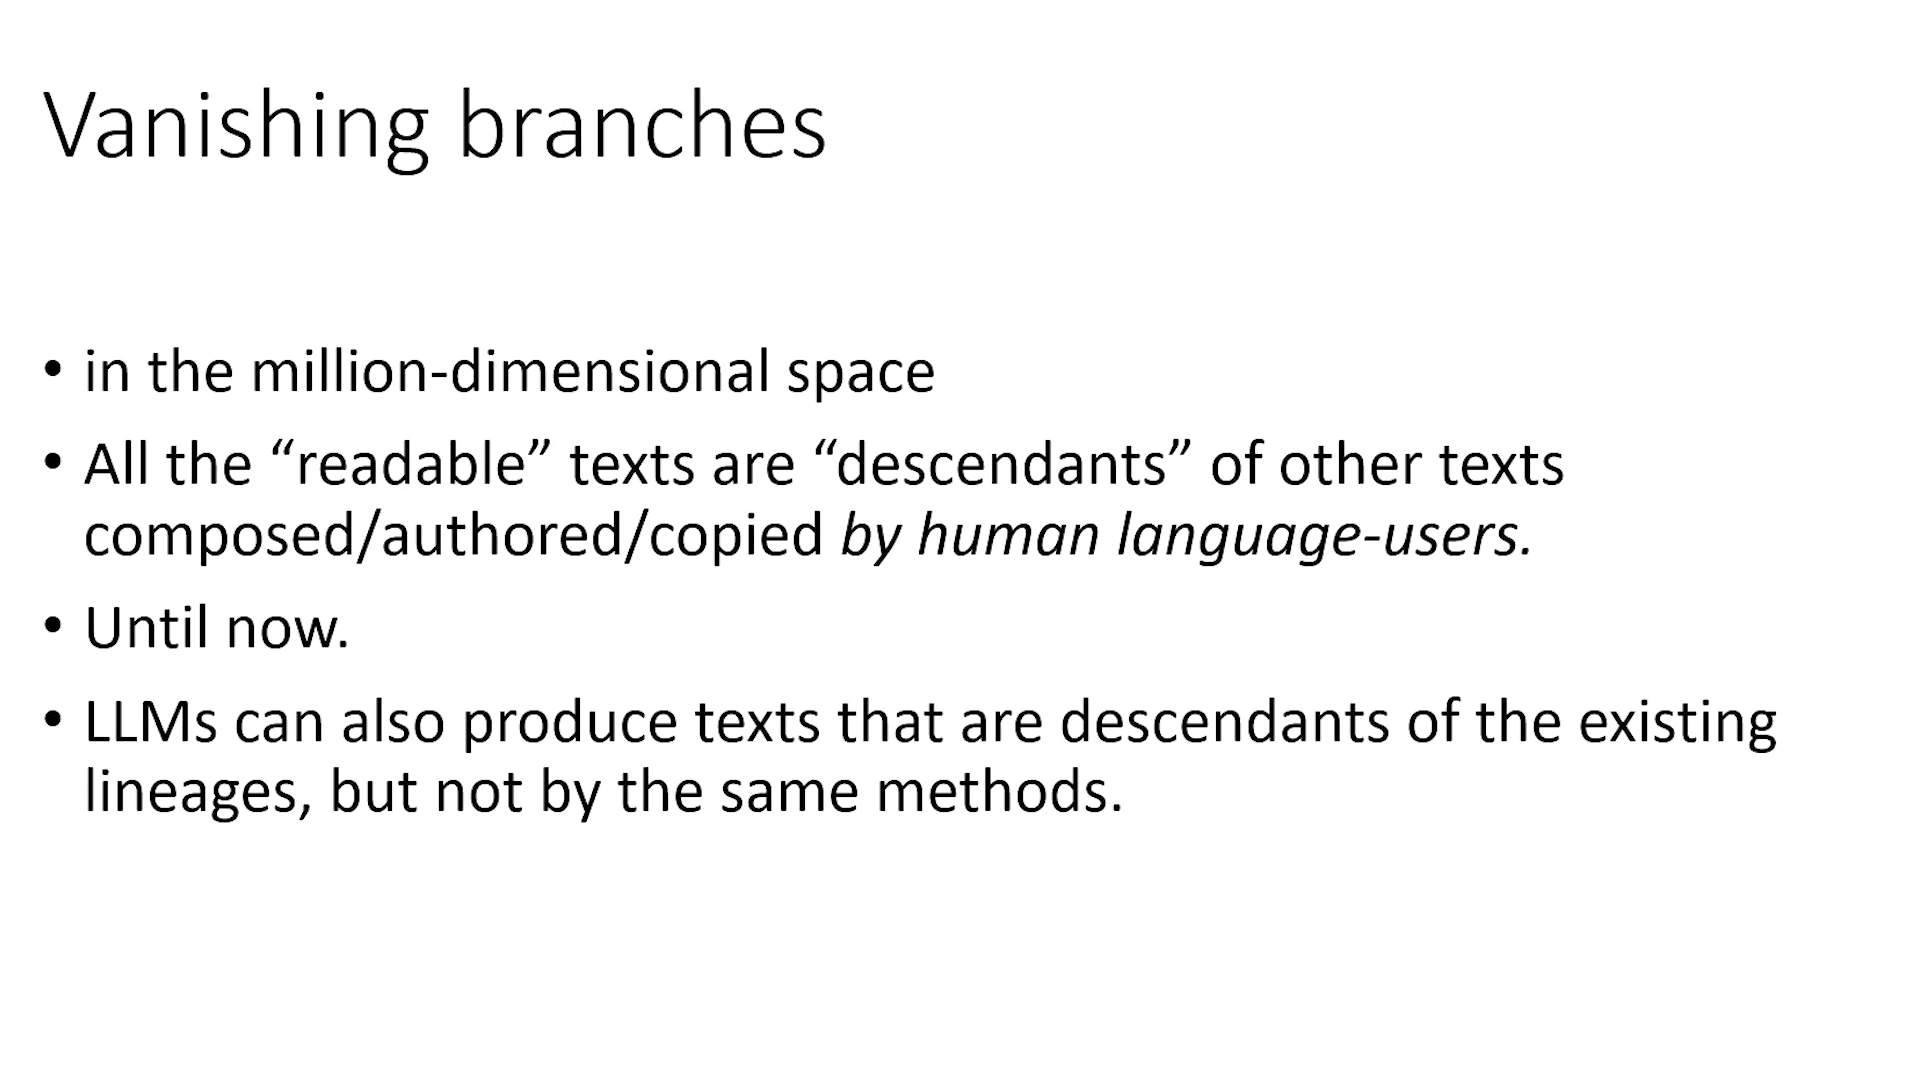 Vanishing branches
• in the million-dimensional space
• All the “readable” texts are “descendants” of other texts
composed/authored/copied by human language-users.
• Until now.
• LLMs can also produce texts that are descendants of the existing
lineages, but not by the same methods.